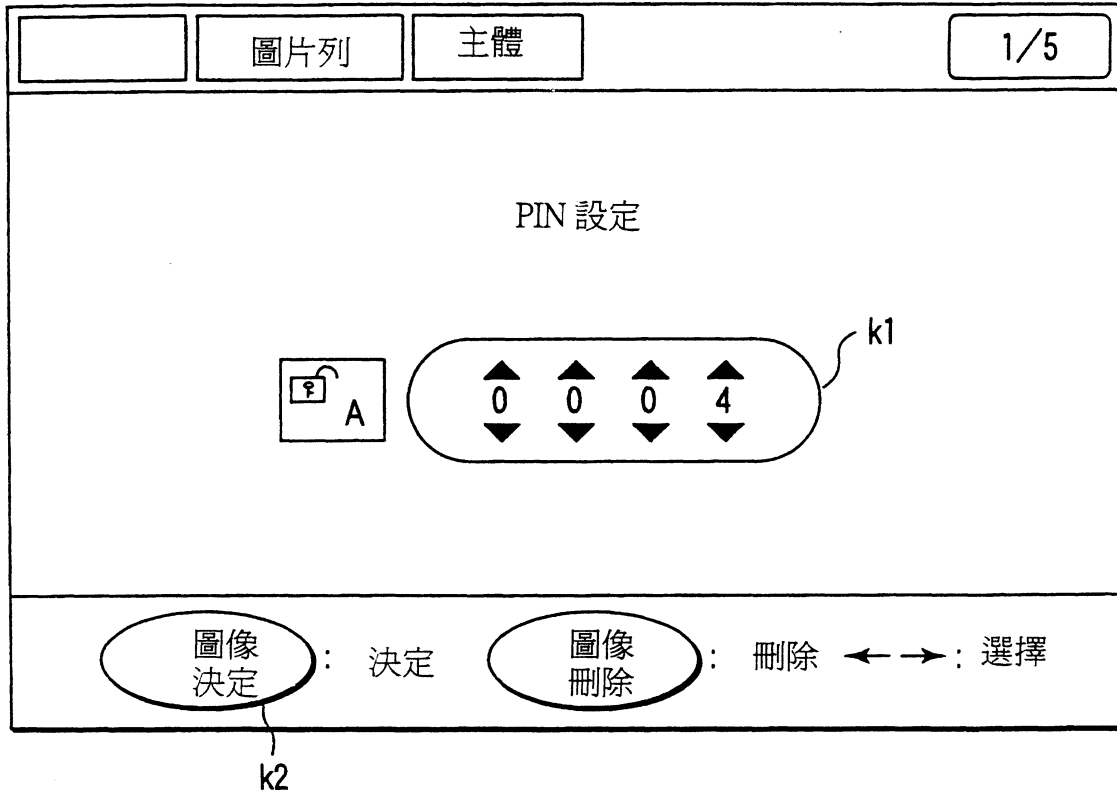 圖片列 主體 1/5
PIN 設定
k1
A 0 0 0 4
圖像決定 : 決定 圖像刪除 : 刪除 ←→ : 選擇
k2